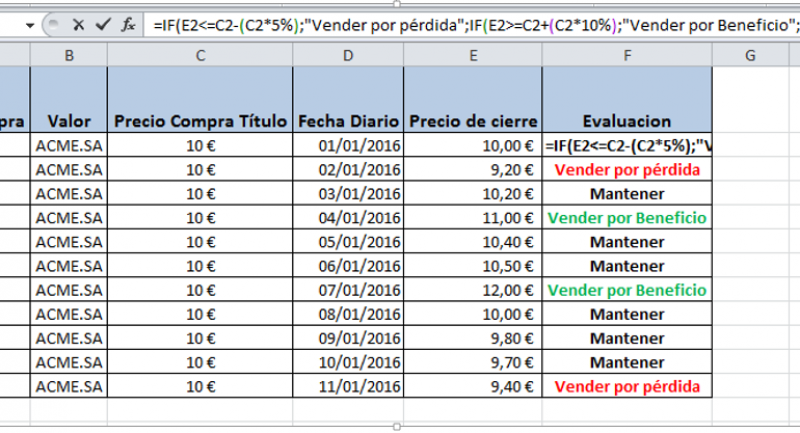 =IF(E2<=C2-(C2*5%);"Vender por pérdida";IF(E2>=C2+(C2*10%);"Vender por Beneficio";
B C D E F G
pra Valor Precio Compra Título Fecha Diario Precio de cierre Evaluacion
ACME.SA 10 € 01/01/2016 10,00 € =IF(E2<=C2-(C2*5%);"V
ACME.SA 10 € 02/01/2016 9,20 € Vender por pérdida
ACME.SA 10 € 03/01/2016 10,20 € Mantener
ACME.SA 10 € 04/01/2016 11,00 € Vender por Beneficio
ACME.SA 10 € 05/01/2016 10,40 € Mantener
ACME.SA 10 € 06/01/2016 10,50 € Mantener
ACME.SA 10 € 07/01/2016 12,00 € Vender por Beneficio
ACME.SA 10 € 08/01/2016 10,00 € Mantener
ACME.SA 10 € 09/01/2016 9,80 € Mantener
ACME.SA 10 € 10/01/2016 9,70 € Mantener
ACME.SA 10 € 11/01/2016 9,40 € Vender por pérdida